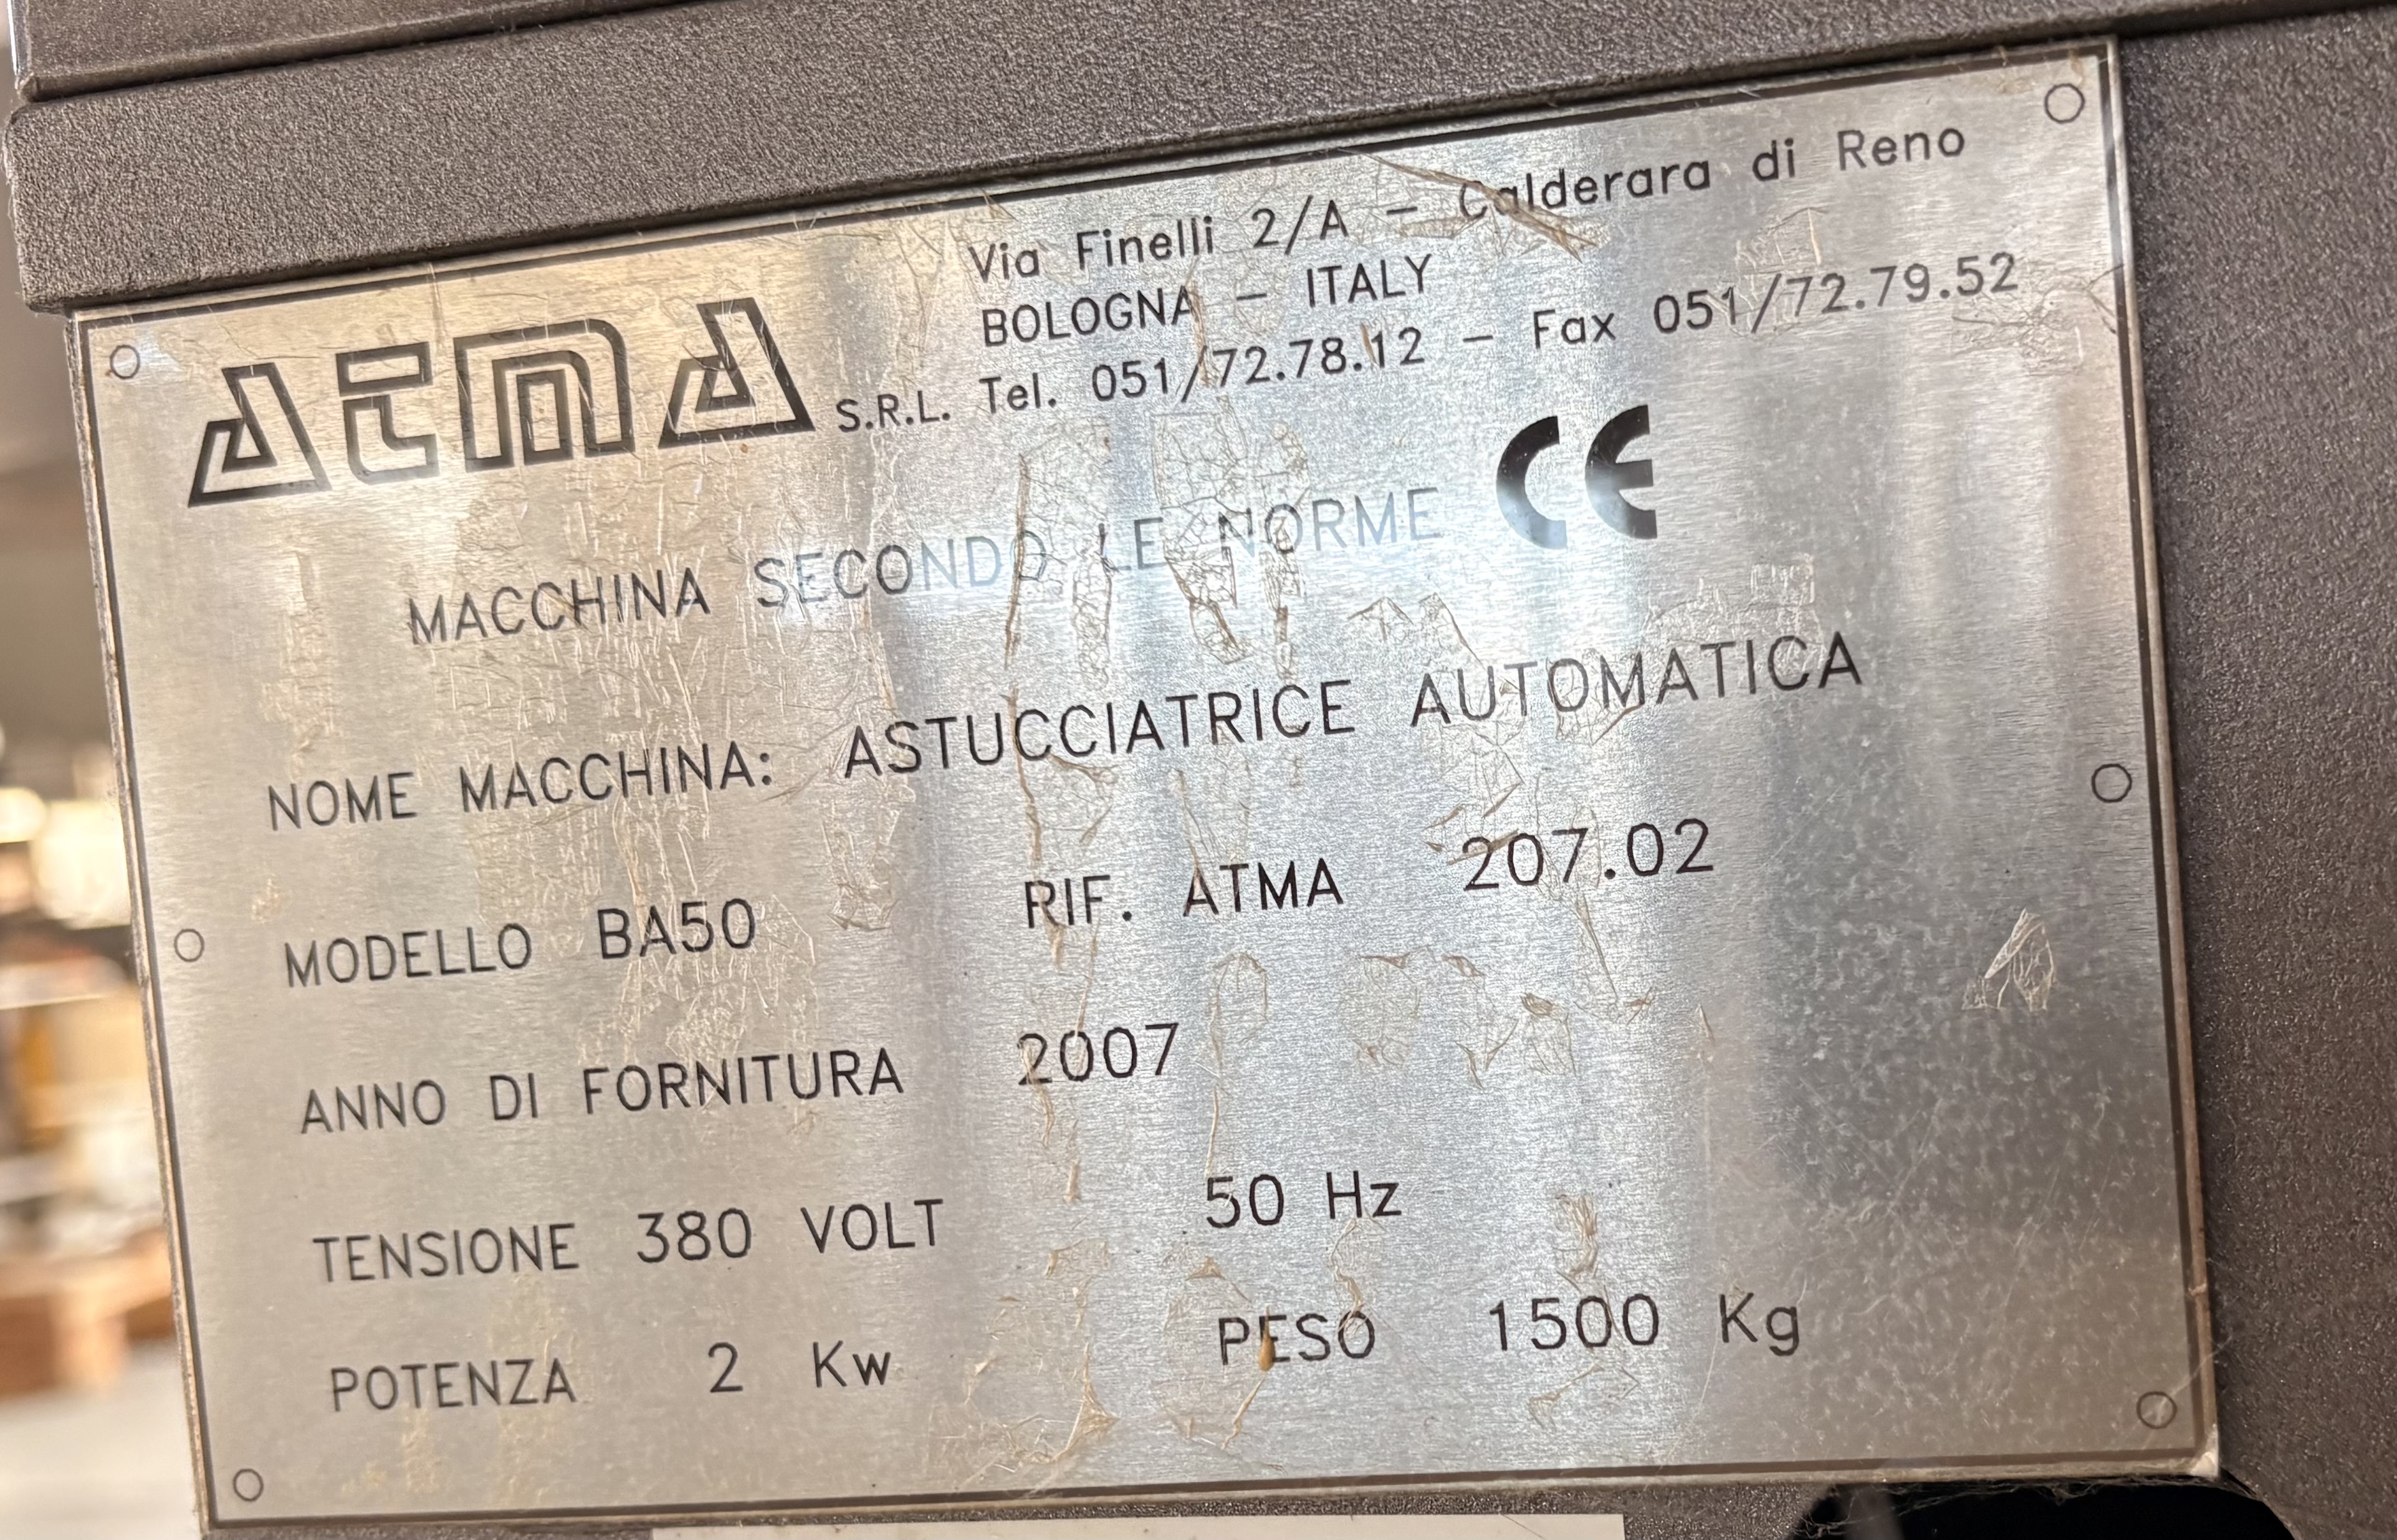 Via Finelli 2/A - Calderara di Reno
BOLOGNA - ITALY
ATMA S.R.L. Tel. 051/72.78.12 - Fax 051/72.79.52
MACCHINA SECONDO LE NORME CE
NOME MACCHINA: ASTUCCIATRICE AUTOMATICA
MODELLO BA50 RIF. ATMA 207.02
ANNO DI FORNITURA 2007
TENSIONE 380 VOLT 50 Hz
POTENZA 2 Kw PESO 1500 Kg